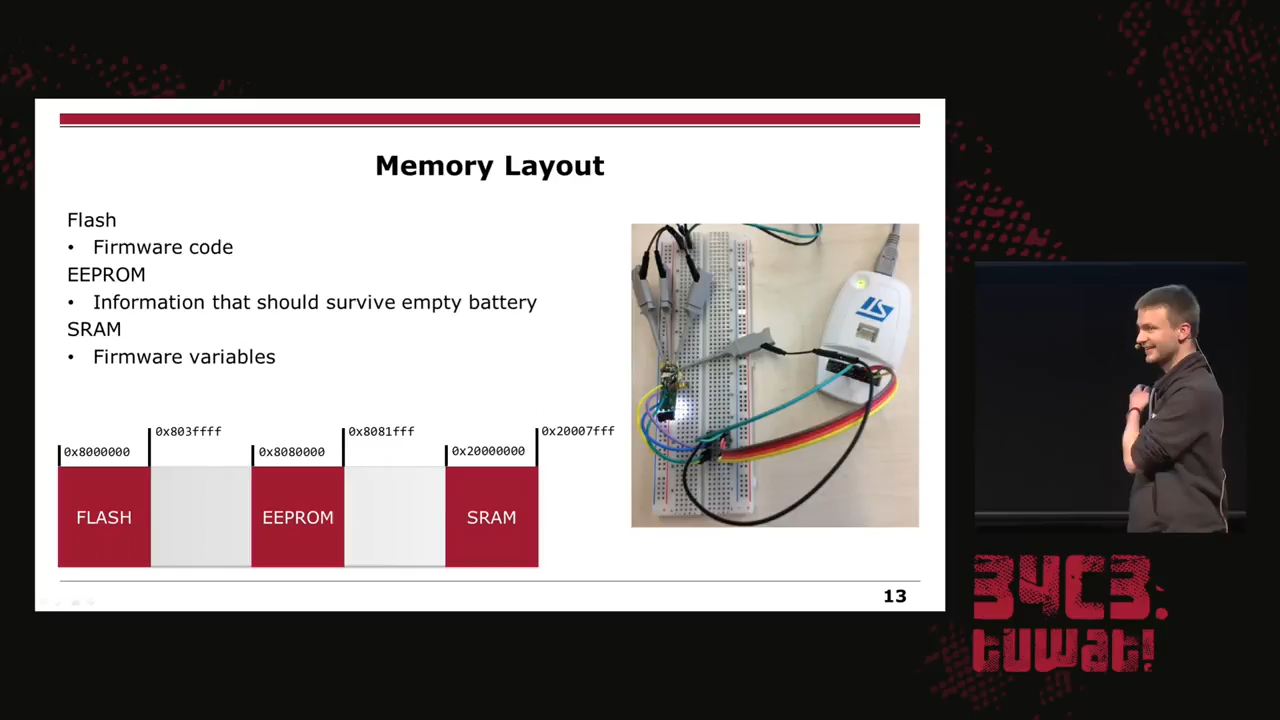 Memory Layout
Flash
• Firmware code
EEPROM
• Information that should survive empty battery
SRAM
• Firmware variables
0x8000000
0x803ffff
0x8080000
0x8081fff
0x20000000
0x20007fff
FLASH
EEPROM
SRAM
13
34C3.
tuwat!